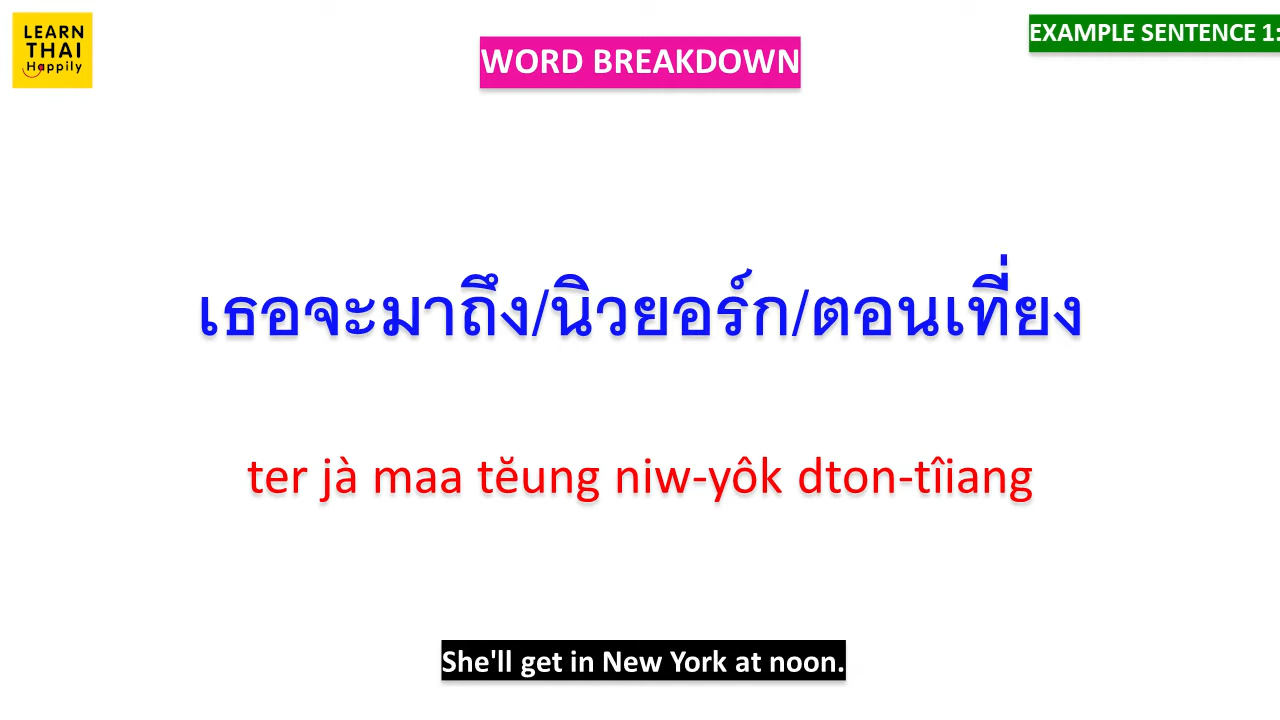 LEARN
THAI
Happily
EXAMPLE SENTENCE 1:
WORD BREAKDOWN
เธอจะมาถึง/นิวยอร์ก/ตอนเที่ยง
ter jà maa tĕung niw-yôk dton-tîiang
She'll get in New York at noon.